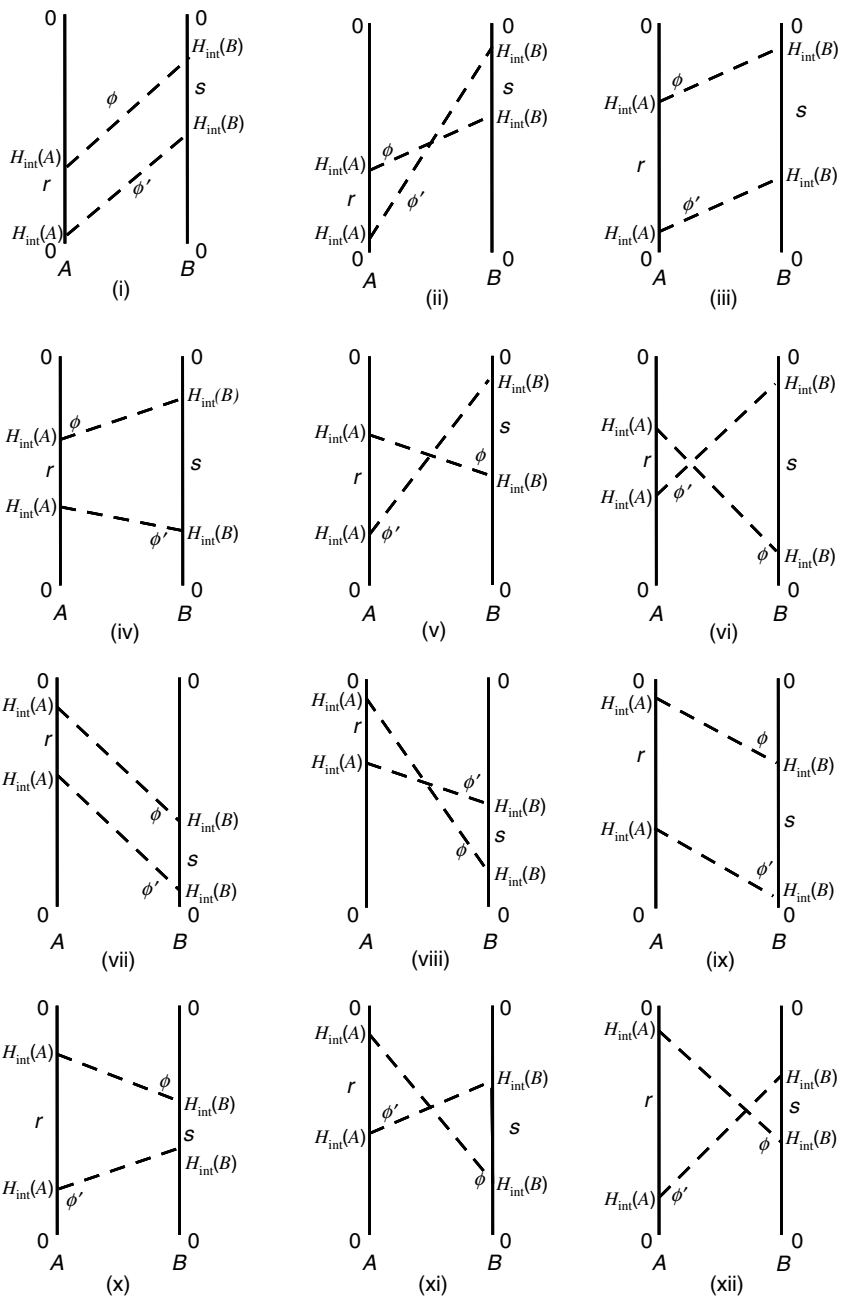 0 0
H_int(B)
ϕ s
H_int(B)
H_int(A)
r ϕ′
H_int(A)
0
A B
(i)
0 0
H_int(B)
s
H_int(B)
ϕ
H_int(A)
r ϕ′
H_int(A)
0 0
A B
(ii)
0 0
H_int(B)
ϕ
H_int(A)
s
r
H_int(B)
ϕ′
H_int(A)
0 0
A B
(iii)
0 0
H_int(B)
ϕ
H_int(A)
r s
H_int(A)
ϕ′ H_int(B)
0 0
A B
(iv)
0 0
H_int(B)
H_int(A) s
ϕ
r H_int(B)
H_int(A) ϕ′
0 0
A B
(v)
0 0
H_int(B)
H_int(A)
r s
H_int(A) ϕ′
ϕ H_int(B)
0 0
A B
(vi)
0 0
H_int(A)
r
H_int(A)
ϕ H_int(B)
s
ϕ′ H_int(B)
0 0
A B
(vii)
0 0
H_int(A)
r
H_int(A)
ϕ′
H_int(B)
s
ϕ
H_int(B)
0 0
A B
(viii)
0 0
H_int(A)
ϕ
r H_int(B)
s
H_int(A)
ϕ′
H_int(B)
0 0
A B
(ix)
0 0
H_int(A)
ϕ
H_int(B)
r
s
H_int(B)
H_int(A)
ϕ′
0 0
A B
(x)
0 0
H_int(A)
H_int(B)
r
ϕ′
s
H_int(A)
ϕ H_int(B)
0 0
A B
(xi)
0 0
H_int(A)
H_int(B)
r s
ϕ H_int(B)
H_int(A) ϕ′
0 0
A B
(xii)